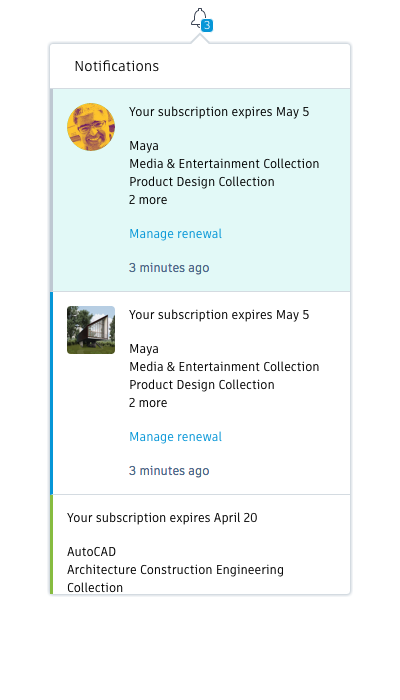 3
Notifications
Your subscription expires May 5
Maya
Media & Entertainment Collection
Product Design Collection
2 more
Manage renewal
3 minutes ago
Your subscription expires May 5
Maya
Media & Entertainment Collection
Product Design Collection
2 more
Manage renewal
3 minutes ago
Your subscription expires April 20
AutoCAD
Architecture Construction Engineering
Collection